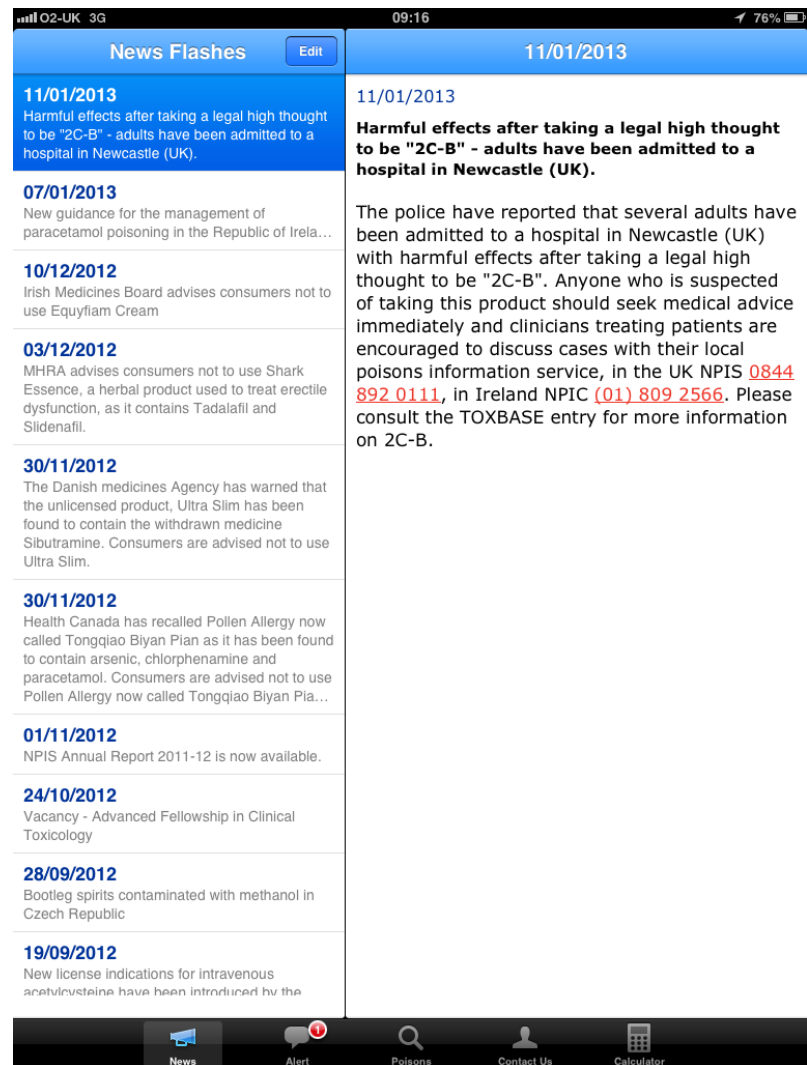 O2-UK 3G
09:16
76%
News Flashes
Edit
11/01/2013
11/01/2013
Harmful effects after taking a legal high thought
to be "2C-B" - adults have been admitted to a
hospital in Newcastle (UK).
07/01/2013
New guidance for the management of
paracetamol poisoning in the Republic of Irela…
10/12/2012
Irish Medicines Board advises consumers not to
use Equyfiam Cream
03/12/2012
MHRA advises consumers not to use Shark
Essence, a herbal product used to treat erectile
dysfunction, as it contains Tadalafil and
Slidenafil.
30/11/2012
The Danish medicines Agency has warned that
the unlicensed product, Ultra Slim has been
found to contain the withdrawn medicine
Sibutramine. Consumers are advised not to use
Ultra Slim.
30/11/2012
Health Canada has recalled Pollen Allergy now
called Tongqiao Biyan Pian as it has been found
to contain arsenic, chlorphenamine and
paracetamol. Consumers are advised not to use
Pollen Allergy now called Tongqiao Biyan Pia…
01/11/2012
NPIS Annual Report 2011-12 is now available.
24/10/2012
Vacancy - Advanced Fellowship in Clinical
Toxicology
28/09/2012
Bootleg spirits contaminated with methanol in
Czech Republic
19/09/2012
New license indications for intravenous
acetylcysteine have been introduced by the
11/01/2013
Harmful effects after taking a legal high thought
to be "2C-B" - adults have been admitted to a
hospital in Newcastle (UK).
The police have reported that several adults have
been admitted to a hospital in Newcastle (UK)
with harmful effects after taking a legal high
thought to be "2C-B". Anyone who is suspected
of taking this product should seek medical advice
immediately and clinicians treating patients are
encouraged to discuss cases with their local
poisons information service, in the UK NPIS 0844
892 0111, in Ireland NPIC (01) 809 2566. Please
consult the TOXBASE entry for more information
on 2C-B.
1
News
Alert
Poisons
Contact Us
Calculator